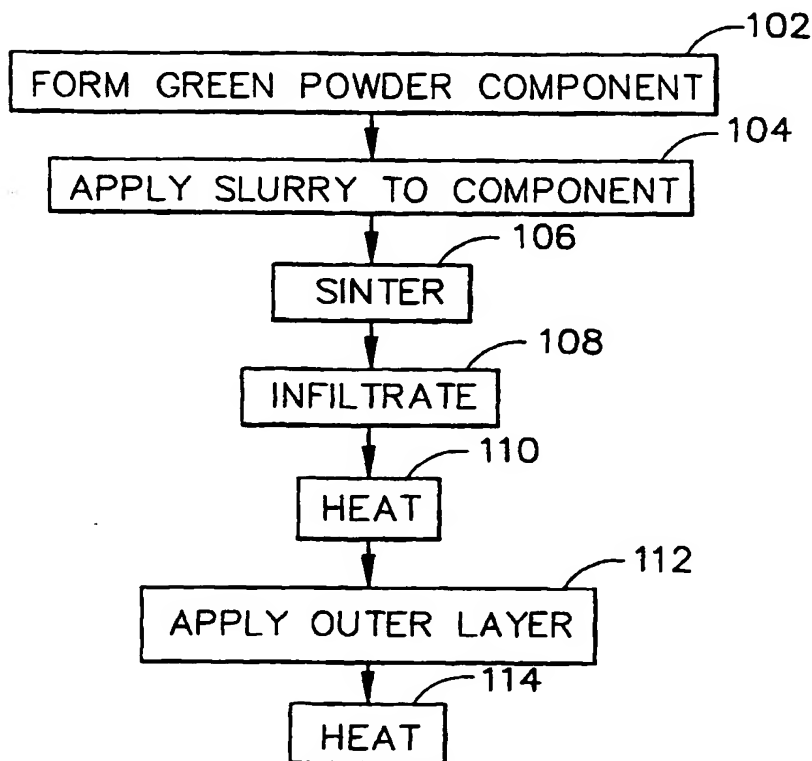 102
FORM GREEN POWDER COMPONENT
104
APPLY SLURRY TO COMPONENT
106
SINTER
108
INFILTRATE
110
HEAT
112
APPLY OUTER LAYER
114
HEAT